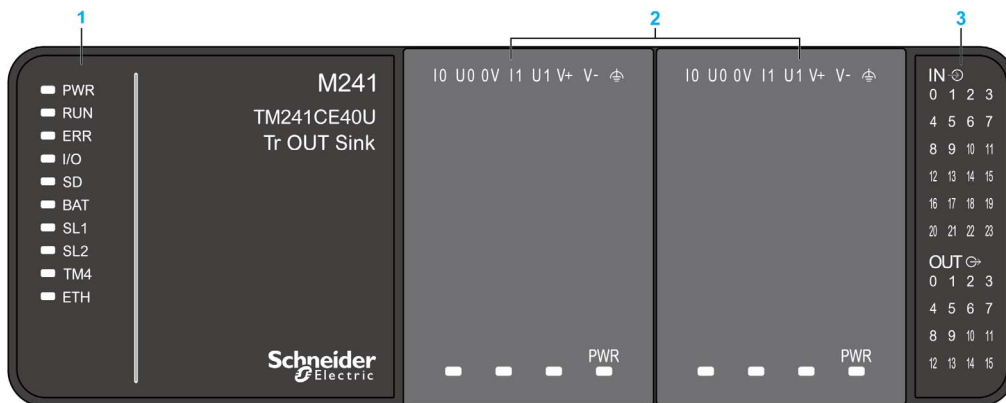 1 2 3
PWR
RUN
ERR
I/O
SD
BAT
SL1
SL2
TM4
ETH
M241
TM241CE40U
Tr OUT Sink
Schneider
Electric
I0 U0 0V I1 U1 V+ V-
PWR
I0 U0 0V I1 U1 V+ V-
PWR
IN
0 1 2 3
4 5 6 7
8 9 10 11
12 13 14 15
16 17 18 19
20 21 22 23
OUT
0 1 2 3
4 5 6 7
8 9 10 11
12 13 14 15